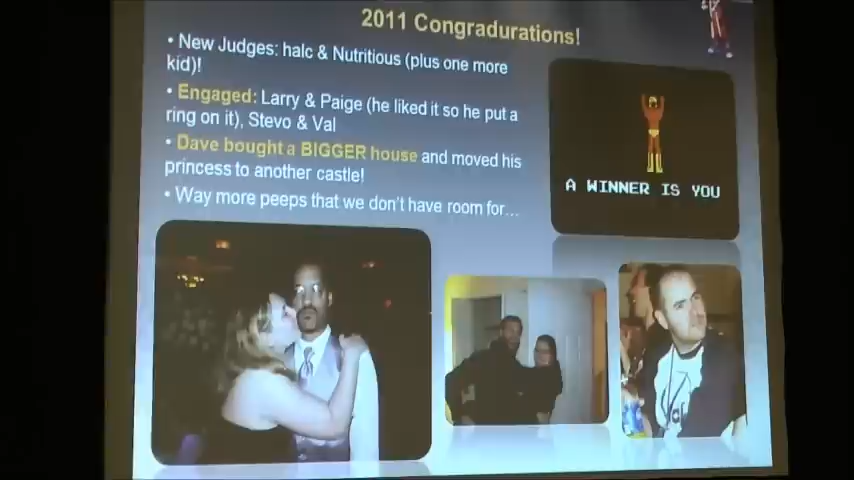 2011 Congradurations!
• New Judges: halc & Nutritious (plus one more
kid)!
• Engaged: Larry & Paige (he liked it so he put a
ring on it), Stevo & Val
• Dave bought a BIGGER house and moved his
princess to another castle!
• Way more peeps that we don't have room for…
A WINNER IS YOU